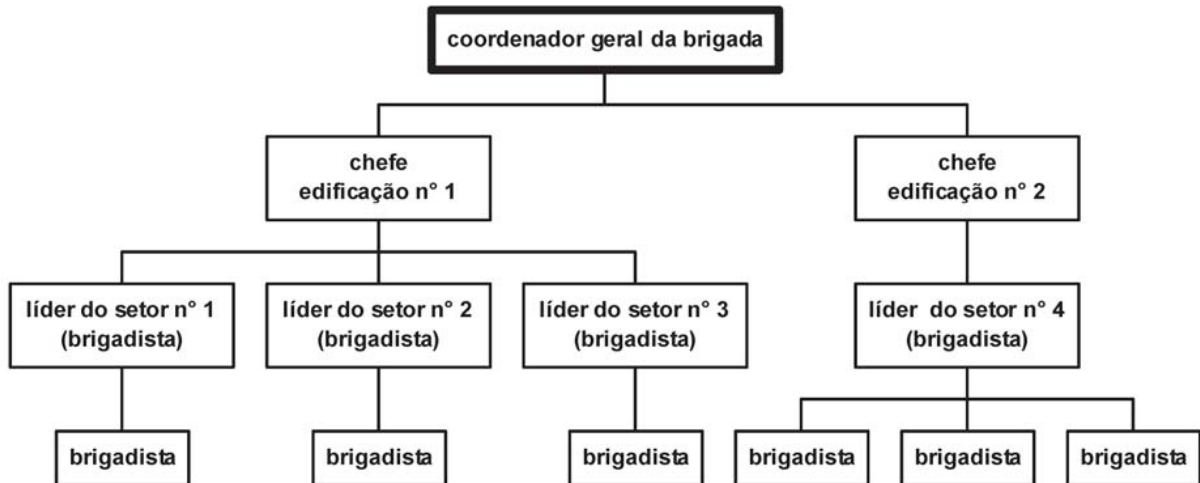 coordenador geral da brigada
chefe
edificação n° 1
chefe
edificação n° 2
líder do setor n° 1
(brigadista)
líder do setor n° 2
(brigadista)
líder do setor n° 3
(brigadista)
líder do setor n° 4
(brigadista)
brigadista
brigadista
brigadista
brigadista
brigadista
brigadista